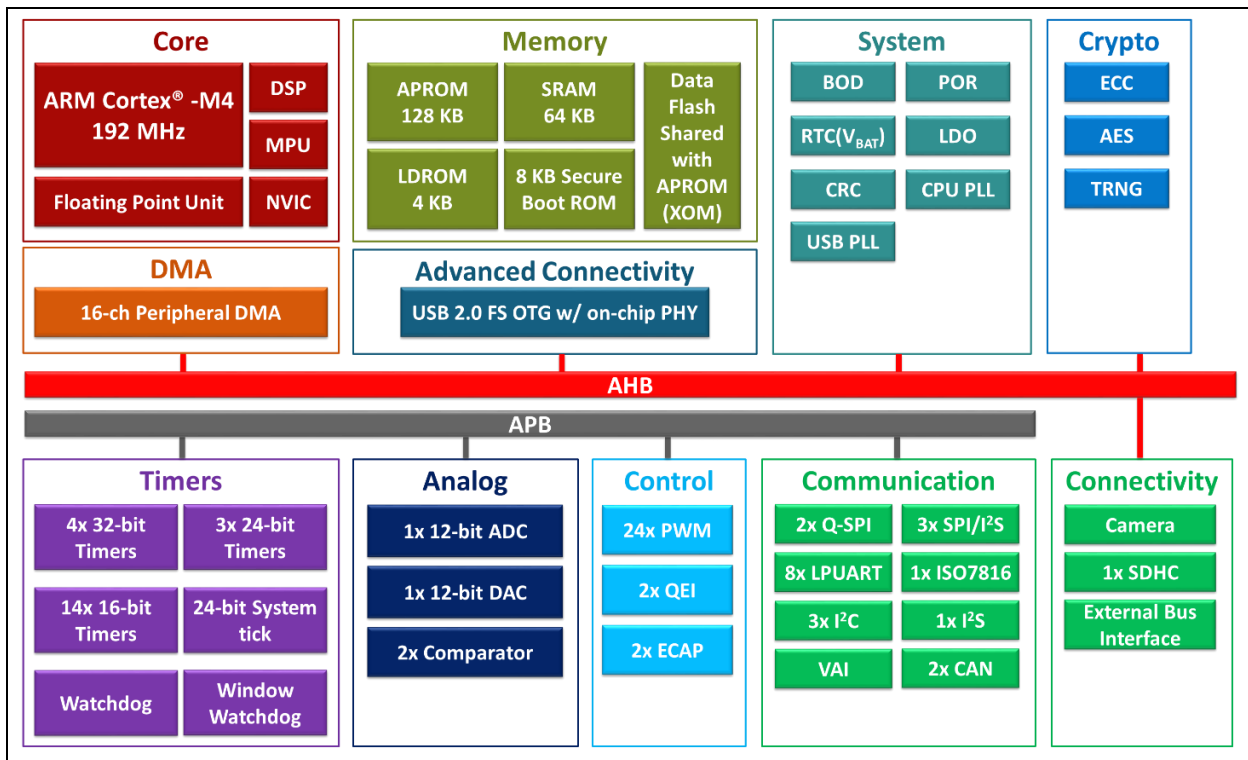 Core
ARM Cortex® -M4
192 MHz
DSP
MPU
Floating Point Unit
NVIC
Memory
APROM
128 KB
SRAM
64 KB
Data
Flash
Shared
with
APROM
(XOM)
LDROM
4 KB
8 KB Secure
Boot ROM
System
BOD
POR
RTC(VBAT)
LDO
CRC
CPU PLL
USB PLL
Crypto
ECC
AES
TRNG
DMA
16-ch Peripheral DMA
Advanced Connectivity
USB 2.0 FS OTG w/ on-chip PHY
AHB
APB
Timers
4x 32-bit
Timers
3x 24-bit
Timers
14x 16-bit
Timers
24-bit System
tick
Watchdog
Window
Watchdog
Analog
1x 12-bit ADC
1x 12-bit DAC
2x Comparator
Control
24x PWM
2x QEI
2x ECAP
Communication
2x Q-SPI
3x SPI/I²S
8x LPUART
1x ISO7816
3x I²C
1x I²S
VAI
2x CAN
Connectivity
Camera
1x SDHC
External Bus
Interface